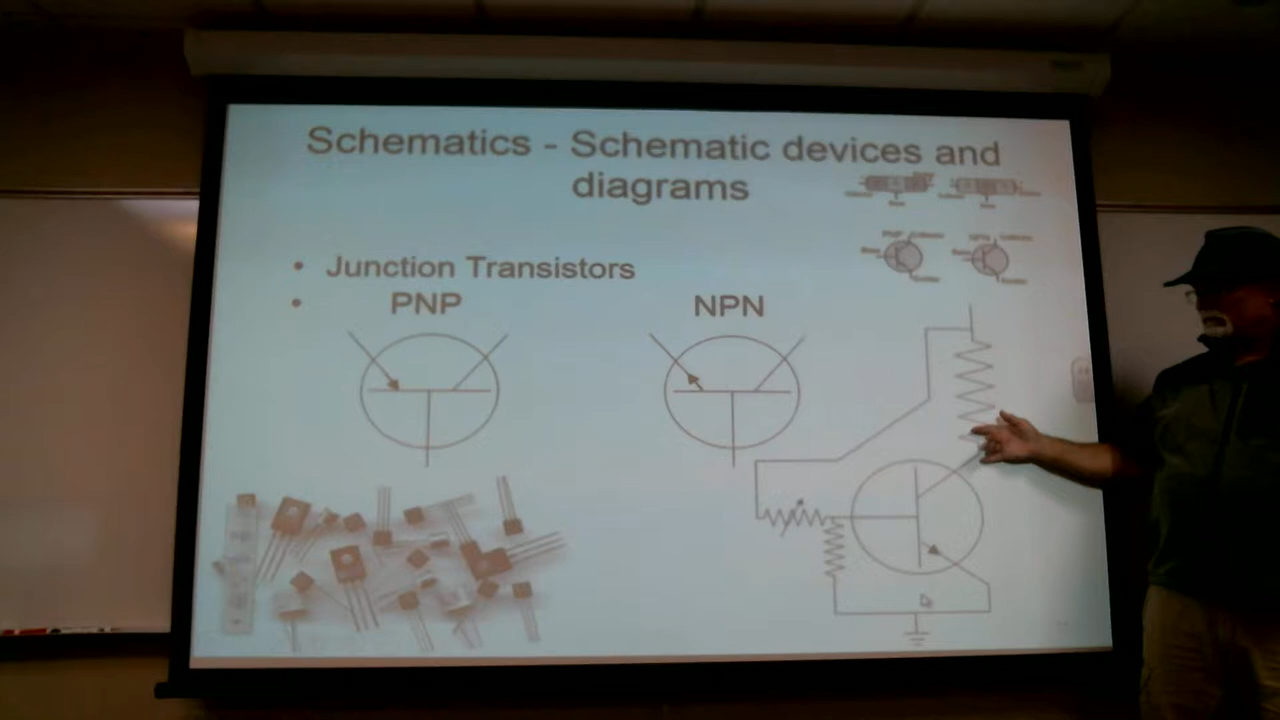 Schematics - Schematic devices and
diagrams
• Junction Transistors
• PNP NPN